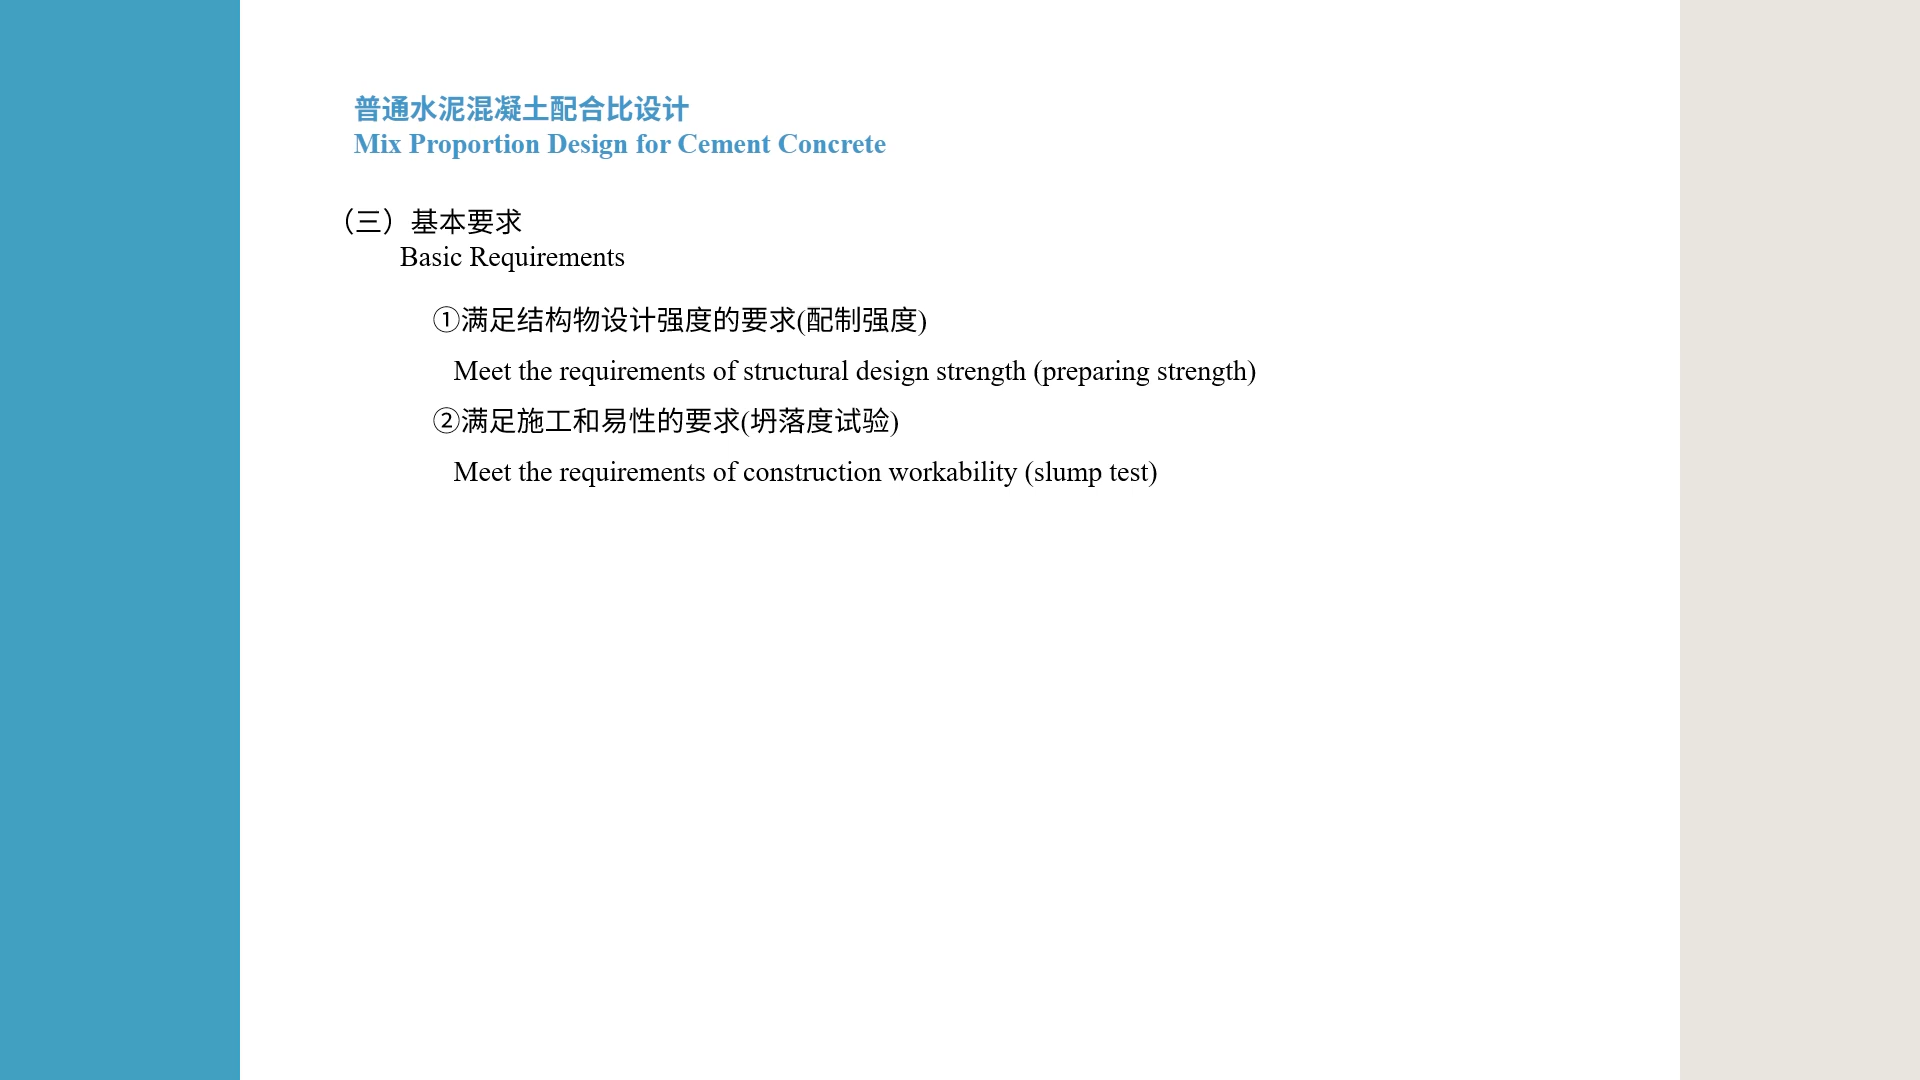 普通水泥混凝土配合比设计
Mix Proportion Design for Cement Concrete
（三）基本要求
Basic Requirements
①满足结构物设计强度的要求(配制强度)
Meet the requirements of structural design strength (preparing strength)
②满足施工和易性的要求(坍落度试验)
Meet the requirements of construction workability (slump test)